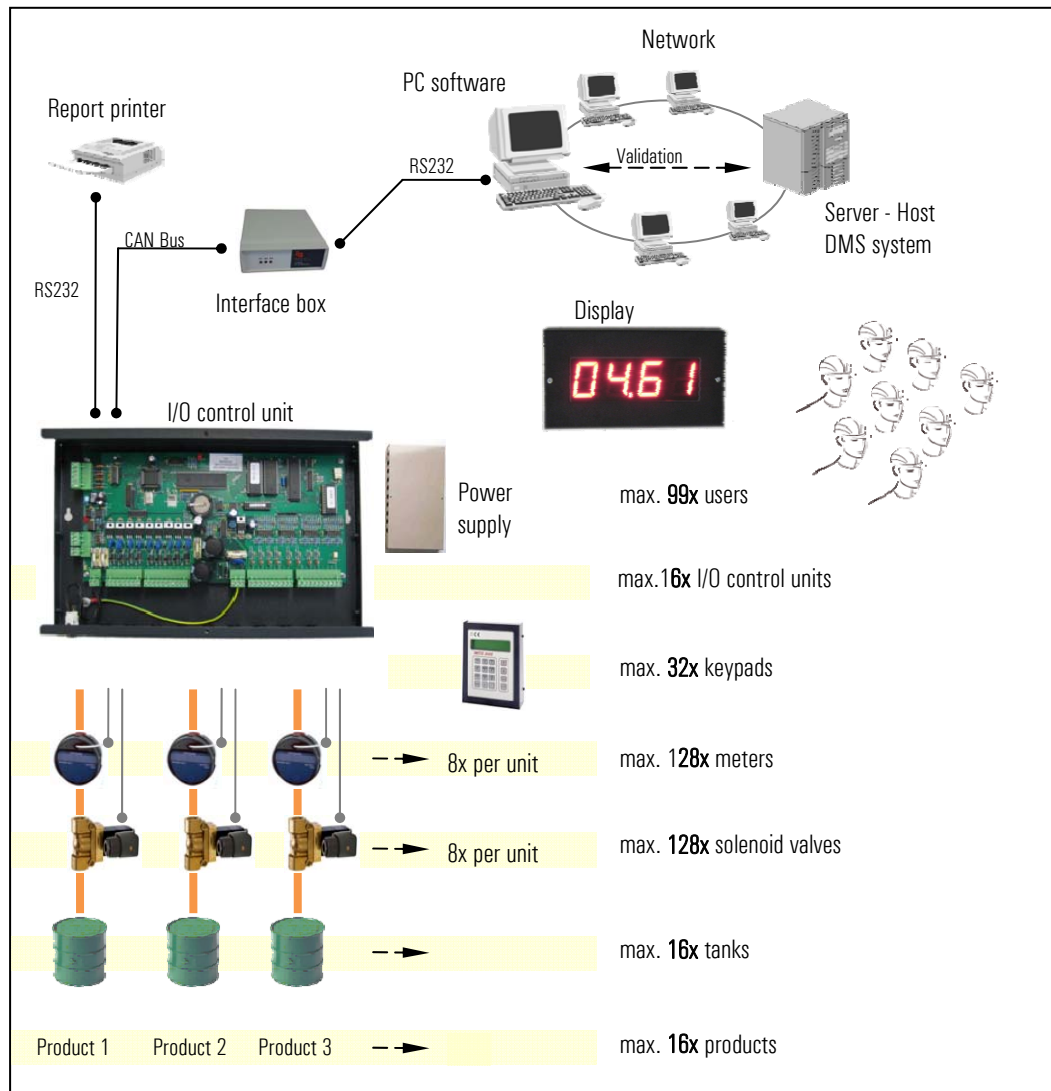 Network
PC software
Report printer
RS232
Validation
Server - Host
DMS system
CAN Bus
RS232
Interface box
Display
04.61
I/O control unit
Power
supply
max. 99x users
max.16x I/O control units
max. 32x keypads
8x per unit
max. 128x meters
8x per unit
max. 128x solenoid valves
max. 16x tanks
Product 1
Product 2
Product 3
max. 16x products